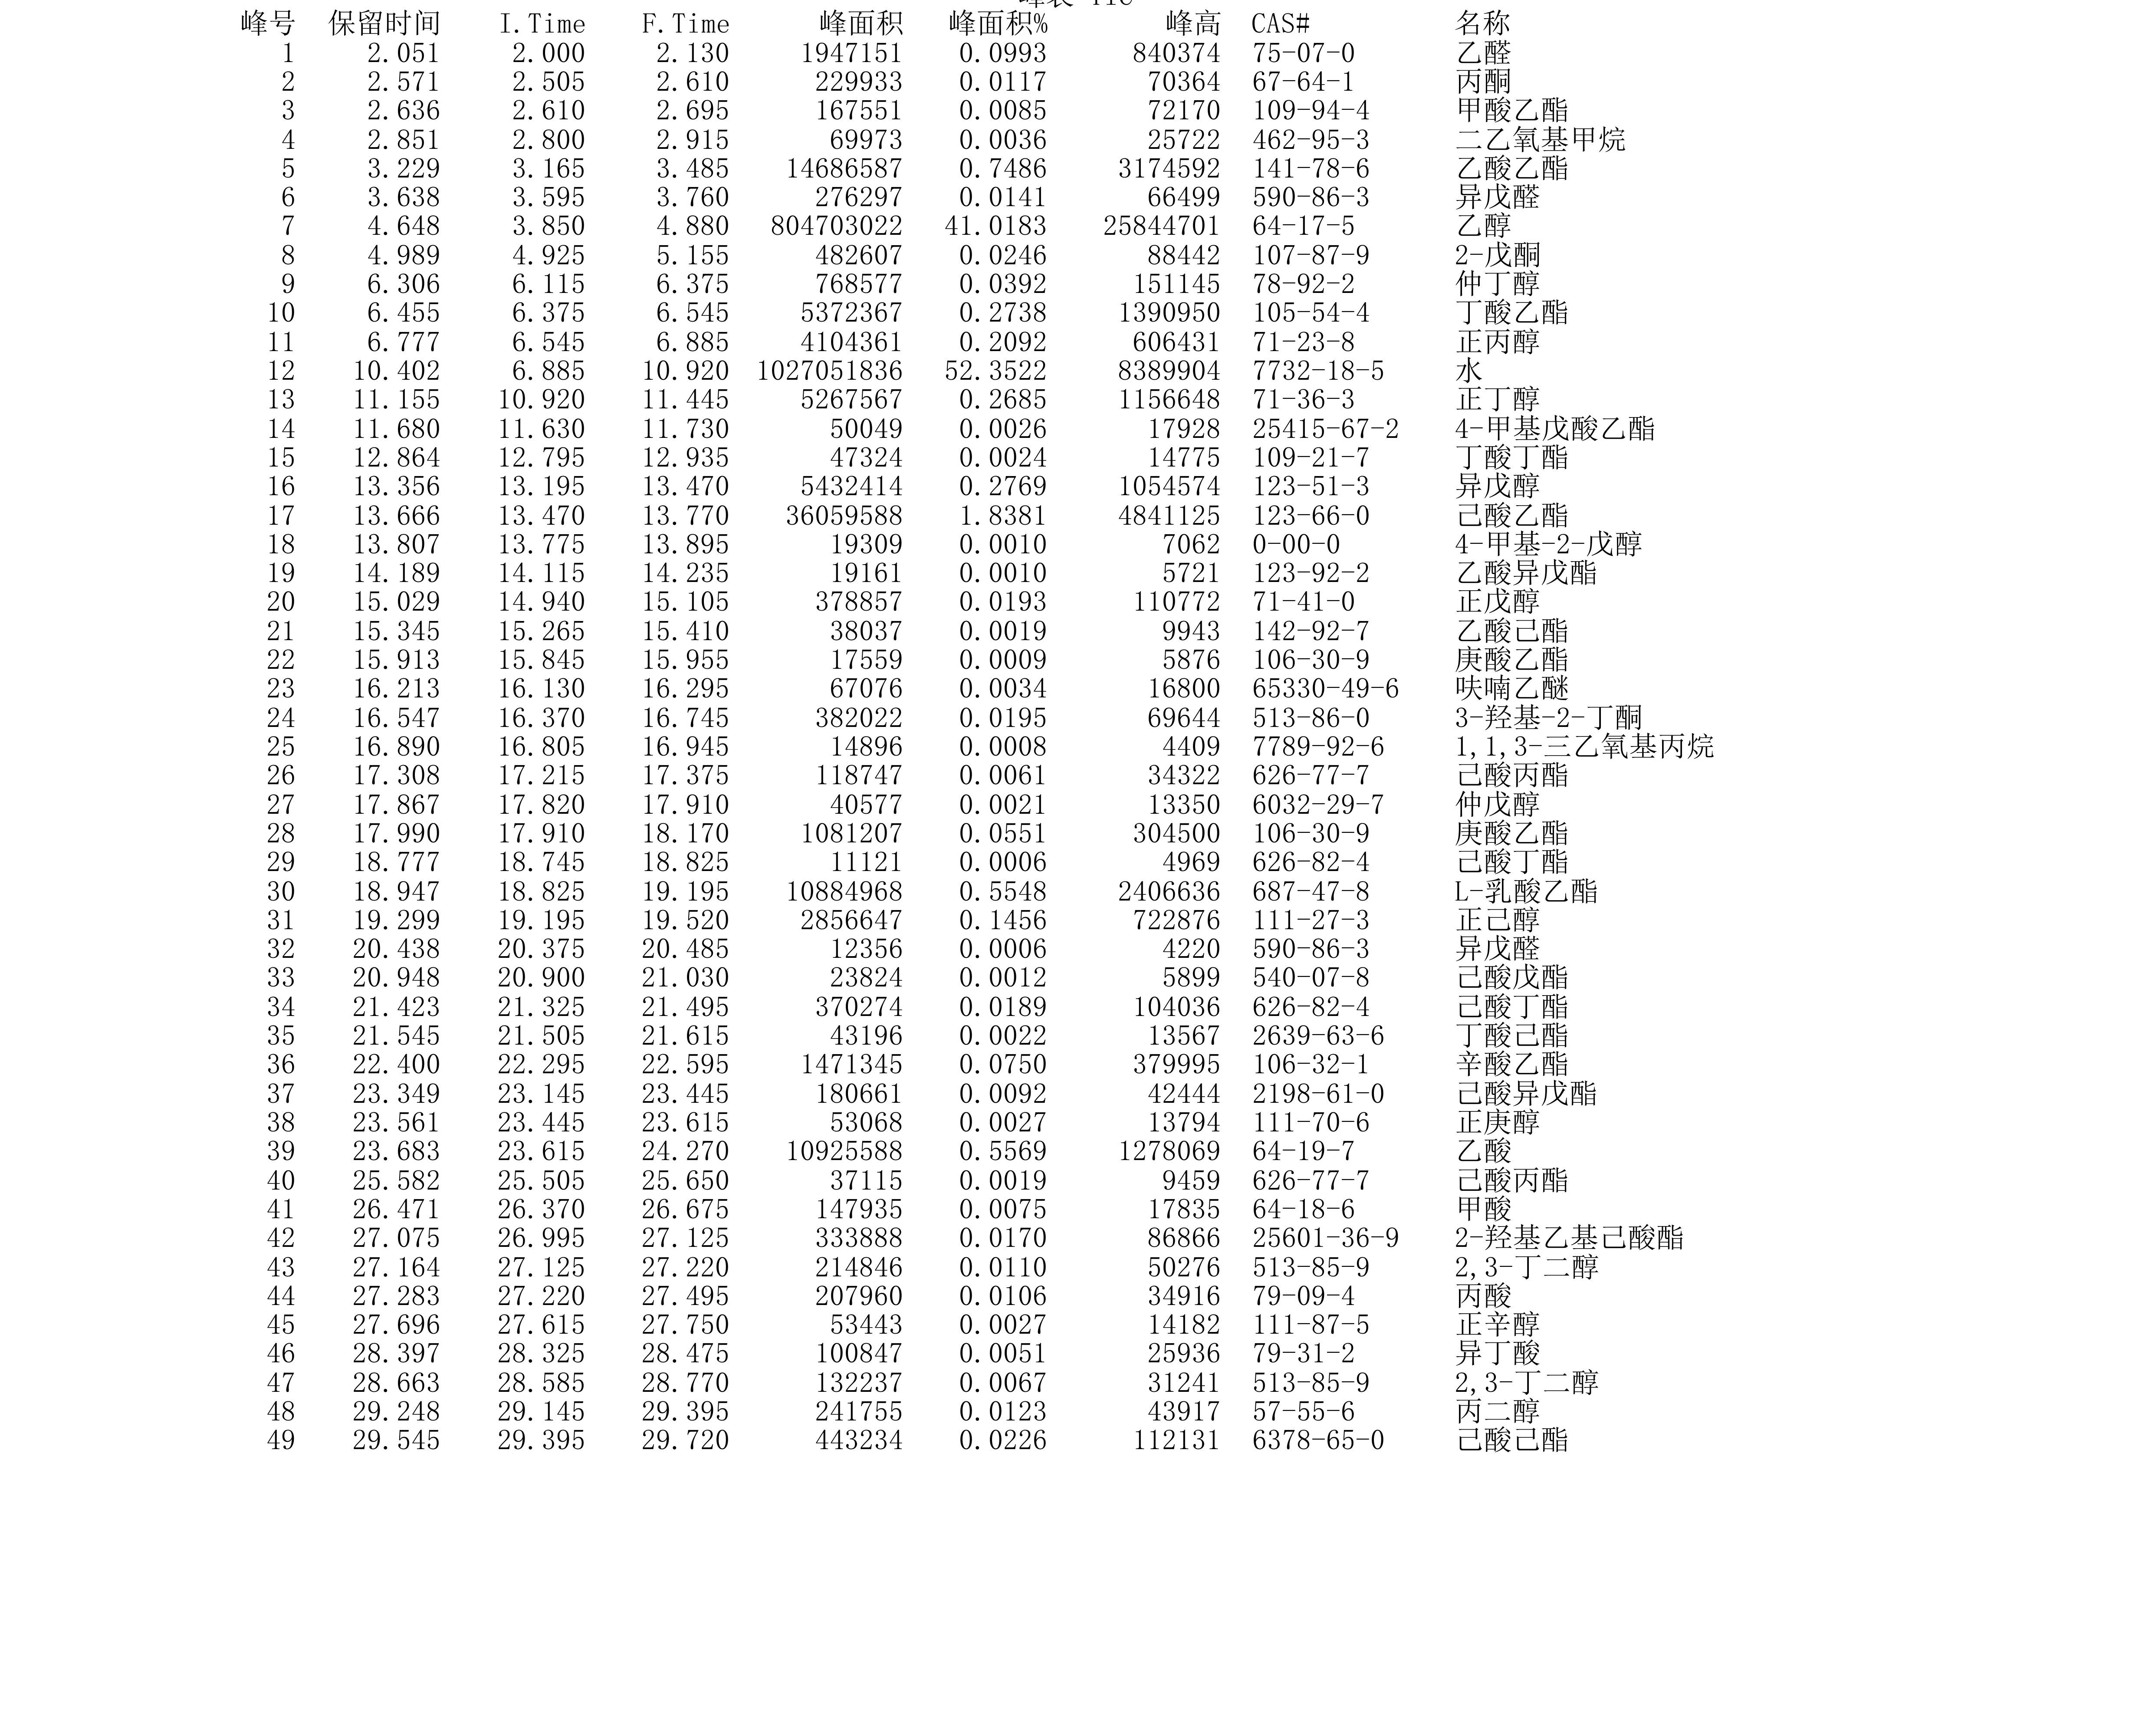 峰号 保留时间 I.Time F.Time 峰面积 峰面积% 峰高 CAS# 名称
1 2.051 2.000 2.130 1947151 0.0993 840374 75-07-0 乙醛
2 2.571 2.505 2.610 229933 0.0117 70364 67-64-1 丙酮
3 2.636 2.610 2.695 167551 0.0085 72170 109-94-4 甲酸乙酯
4 2.851 2.800 2.915 69973 0.0036 25722 462-95-3 二乙氧基甲烷
5 3.229 3.165 3.485 14686587 0.7486 3174592 141-78-6 乙酸乙酯
6 3.638 3.595 3.760 276297 0.0141 66499 590-86-3 异戊醛
7 4.648 3.850 4.880 804703022 41.0183 25844701 64-17-5 乙醇
8 4.989 4.925 5.155 482607 0.0246 88442 107-87-9 2-戊酮
9 6.306 6.115 6.375 768577 0.0392 151145 78-92-2 仲丁醇
10 6.455 6.375 6.545 5372367 0.2738 1390950 105-54-4 丁酸乙酯
11 6.777 6.545 6.885 4104361 0.2092 606431 71-23-8 正丙醇
12 10.402 6.885 10.920 1027051836 52.3522 8389904 7732-18-5 水
13 11.155 10.920 11.445 5267567 0.2685 1156648 71-36-3 正丁醇
14 11.680 11.630 11.730 50049 0.0026 17928 25415-67-2 4-甲基戊酸乙酯
15 12.864 12.795 12.935 47324 0.0024 14775 109-21-7 丁酸丁酯
16 13.356 13.195 13.470 5432414 0.2769 1054574 123-51-3 异戊醇
17 13.666 13.470 13.770 36059588 1.8381 4841125 123-66-0 己酸乙酯
18 13.807 13.775 13.895 19309 0.0010 7062 0-00-0 4-甲基-2-戊醇
19 14.189 14.115 14.235 19161 0.0010 5721 123-92-2 乙酸异戊酯
20 15.029 14.940 15.105 378857 0.0193 110772 71-41-0 正戊醇
21 15.345 15.265 15.410 38037 0.0019 9943 142-92-7 乙酸己酯
22 15.913 15.845 15.955 17559 0.0009 5876 106-30-9 庚酸乙酯
23 16.213 16.130 16.295 67076 0.0034 16800 65330-49-6 呋喃乙醚
24 16.547 16.370 16.745 382022 0.0195 69644 513-86-0 3-羟基-2-丁酮
25 16.890 16.805 16.945 14896 0.0008 4409 7789-92-6 1,1,3-三乙氧基丙烷
26 17.308 17.215 17.375 118747 0.0061 34322 626-77-7 己酸丙酯
27 17.867 17.820 17.910 40577 0.0021 13350 6032-29-7 仲戊醇
28 17.990 17.910 18.170 1081207 0.0551 304500 106-30-9 庚酸乙酯
29 18.777 18.745 18.825 11121 0.0006 4969 626-82-4 己酸丁酯
30 18.947 18.825 19.195 10884968 0.5548 2406636 687-47-8 L-乳酸乙酯
31 19.299 19.195 19.520 2856647 0.1456 722876 111-27-3 正己醇
32 20.438 20.375 20.485 12356 0.0006 4220 590-86-3 异戊醛
33 20.948 20.900 21.030 23824 0.0012 5899 540-07-8 己酸戊酯
34 21.423 21.325 21.495 370274 0.0189 104036 626-82-4 己酸丁酯
35 21.545 21.505 21.615 43196 0.0022 13567 2639-63-6 丁酸己酯
36 22.400 22.295 22.595 1471345 0.0750 379995 106-32-1 辛酸乙酯
37 23.349 23.145 23.445 180661 0.0092 42444 2198-61-0 己酸异戊酯
38 23.561 23.445 23.615 53068 0.0027 13794 111-70-6 正庚醇
39 23.683 23.615 24.270 10925588 0.5569 1278069 64-19-7 乙酸
40 25.582 25.505 25.650 37115 0.0019 9459 626-77-7 己酸丙酯
41 26.471 26.370 26.675 147935 0.0075 17835 64-18-6 甲酸
42 27.075 26.995 27.125 333888 0.0170 86866 25601-36-9 2-羟基乙基己酸酯
43 27.164 27.125 27.220 214846 0.0110 50276 513-85-9 2,3-丁二醇
44 27.283 27.220 27.495 207960 0.0106 34916 79-09-4 丙酸
45 27.696 27.615 27.750 53443 0.0027 14182 111-87-5 正辛醇
46 28.397 28.325 28.475 100847 0.0051 25936 79-31-2 异丁酸
47 28.663 28.585 28.770 132237 0.0067 31241 513-85-9 2,3-丁二醇
48 29.248 29.145 29.395 241755 0.0123 43917 57-55-6 丙二醇
49 29.545 29.395 29.720 443234 0.0226 112131 6378-65-0 己酸己酯